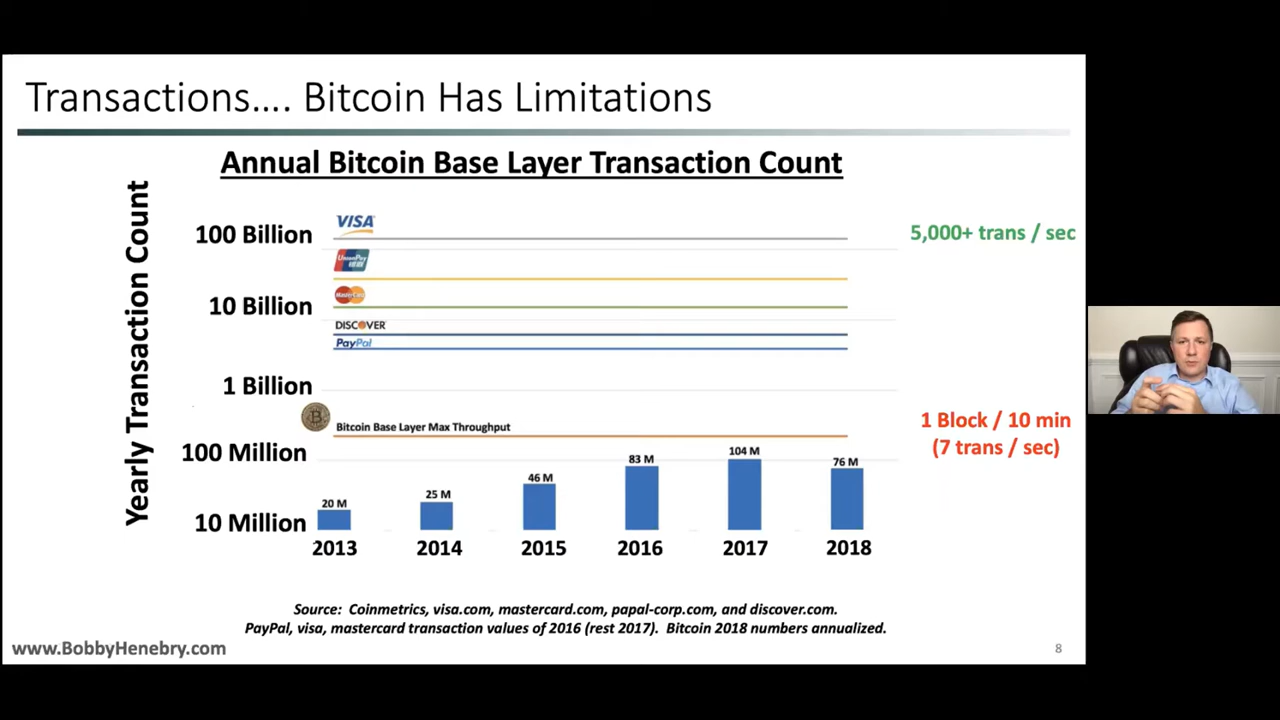 Transactions.... Bitcoin Has Limitations
Annual Bitcoin Base Layer Transaction Count
Yearly Transaction Count
100 Billion
VISA
5,000+ trans / sec
UnionPay
10 Billion
MasterCard
DISCOVER
PayPal
1 Billion
Bitcoin Base Layer Max Throughput
1 Block / 10 min
(7 trans / sec)
100 Million
10 Million
20 M
25 M
46 M
83 M
104 M
76 M
2013 2014 2015 2016 2017 2018
Source: Coinmetrics, visa.com, mastercard.com, papal-corp.com, and discover.com.
PayPal, visa, mastercard transaction values of 2016 (rest 2017). Bitcoin 2018 numbers annualized.
www.BobbyHenebry.com
8